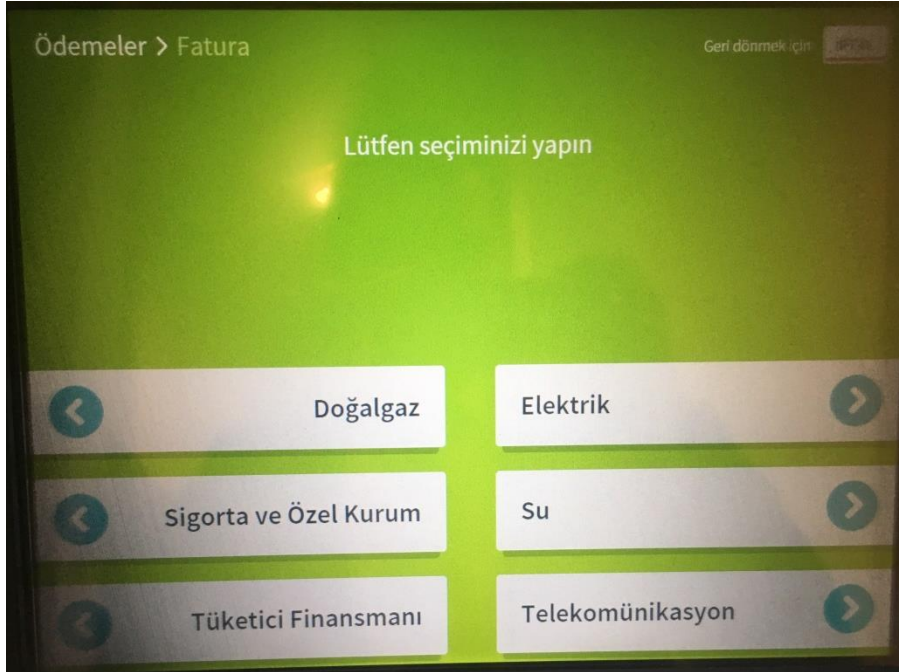 Ödemeler > Fatura
Geri dönmek için
Lütfen seçiminizi yapın
Doğalgaz
Elektrik
Sigorta ve Özel Kurum
Su
Tüketici Finansmanı
Telekomünikasyon